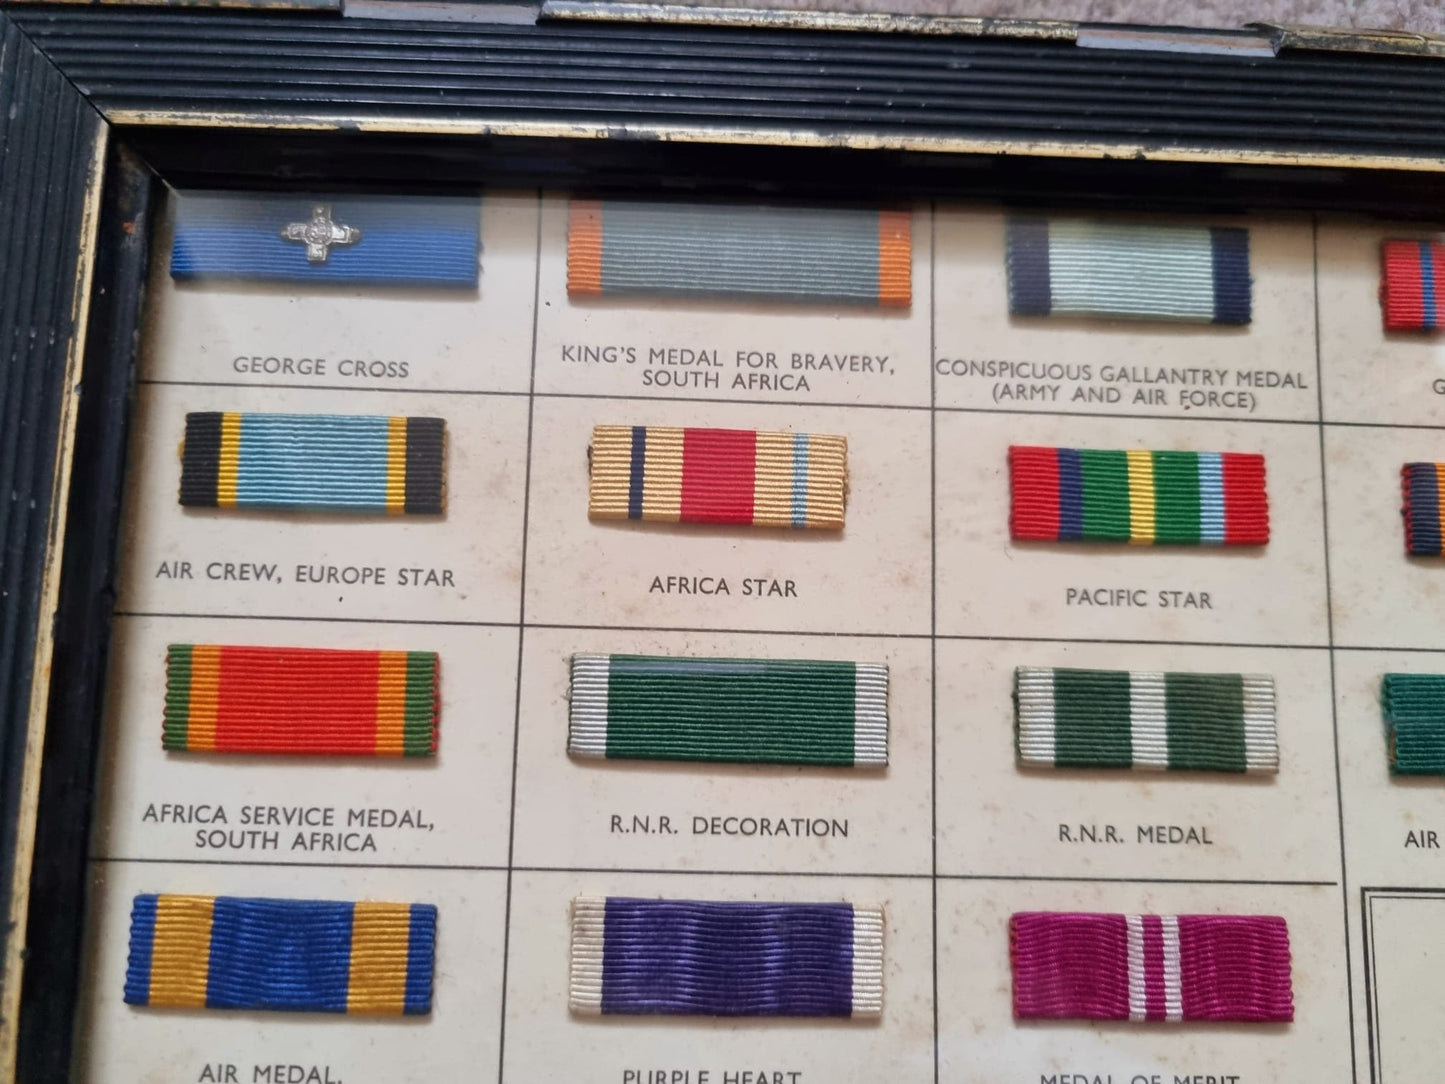 GEORGE CROSS
KING'S MEDAL FOR BRAVERY,
SOUTH AFRICA
CONSPICUOUS GALLANTRY MEDAL
(ARMY AND AIR FORCE)
G
AIR CREW, EUROPE STAR
AFRICA STAR
PACIFIC STAR
AFRICA SERVICE MEDAL,
SOUTH AFRICA
R.N.R. DECORATION
R.N.R. MEDAL
AIR
AIR MEDAL,
PURPLE HEART
MEDAL OF MERIT